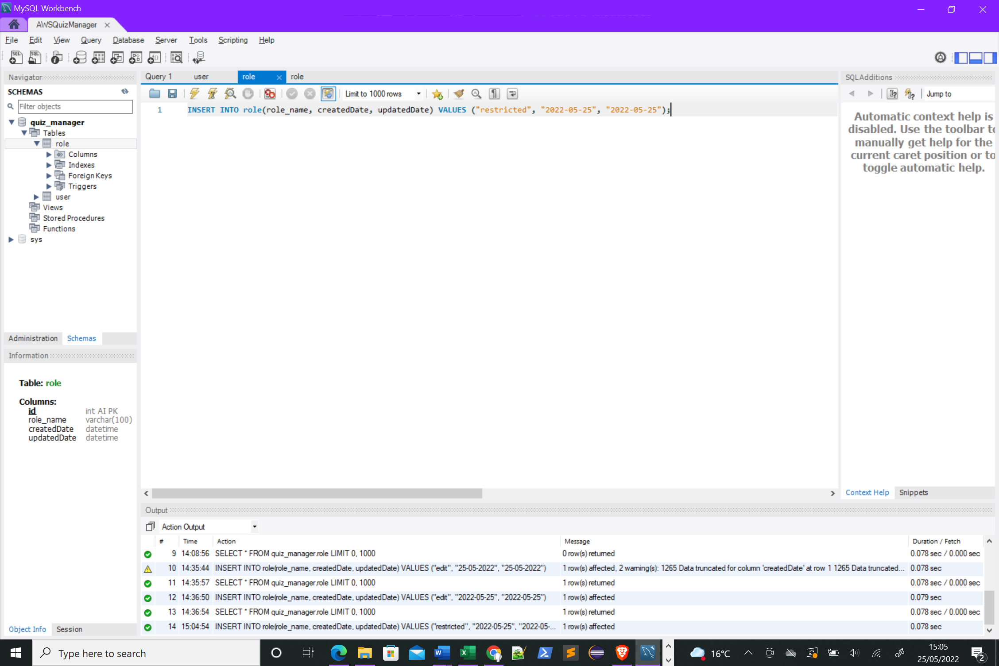 MySQL Workbench
AWSQuizManager
File Edit View Query Database Server Tools Scripting Help
Navigator
SCHEMAS
Filter objects
quiz_manager
Tables
role
Columns
Indexes
Foreign Keys
Triggers
user
Views
Stored Procedures
Functions
sys
Administration Schemas
Information
Table: role
Columns:
id int AI PK
role_name varchar(100)
createdDate datetime
updatedDate datetime
Object Info Session
Query 1 user role role
Limit to 1000 rows
1 INSERT INTO role(role_name, createdDate, updatedDate) VALUES ("restricted", "2022-05-25", "2022-05-25");
SQLAdditions
Jump to
Automatic context help is
disabled. Use the toolbar to
manually get help for the
current caret position or to
toggle automatic help.
Context Help Snippets
Output
Action Output
# Time Action Message Duration / Fetch
9 14:08:56 SELECT * FROM quiz_manager.role LIMIT 0, 1000 0 row(s) returned 0.078 sec / 0.000 sec
10 14:35:44 INSERT INTO role(role_name, createdDate, updatedDate) VALUES ("edit", "25-05-2022", "25-05-2022") 1 row(s) affected, 2 warning(s): 1265 Data truncated for column 'createdDate' at row 1 1265 Data truncated... 0.078 sec
11 14:35:57 SELECT * FROM quiz_manager.role LIMIT 0, 1000 1 row(s) returned 0.078 sec / 0.000 sec
12 14:36:50 INSERT INTO role(role_name, createdDate, updatedDate) VALUES ("edit", "2022-05-25", "2022-05-25") 1 row(s) affected 0.079 sec
13 14:36:54 SELECT * FROM quiz_manager.role LIMIT 0, 1000 1 row(s) returned 0.078 sec / 0.000 sec
14 15:04:54 INSERT INTO role(role_name, createdDate, updatedDate) VALUES ("restricted", "2022-05-25", "2022-05-... 1 row(s) affected 0.078 sec
Type here to search
16°C
15:05
25/05/2022
2